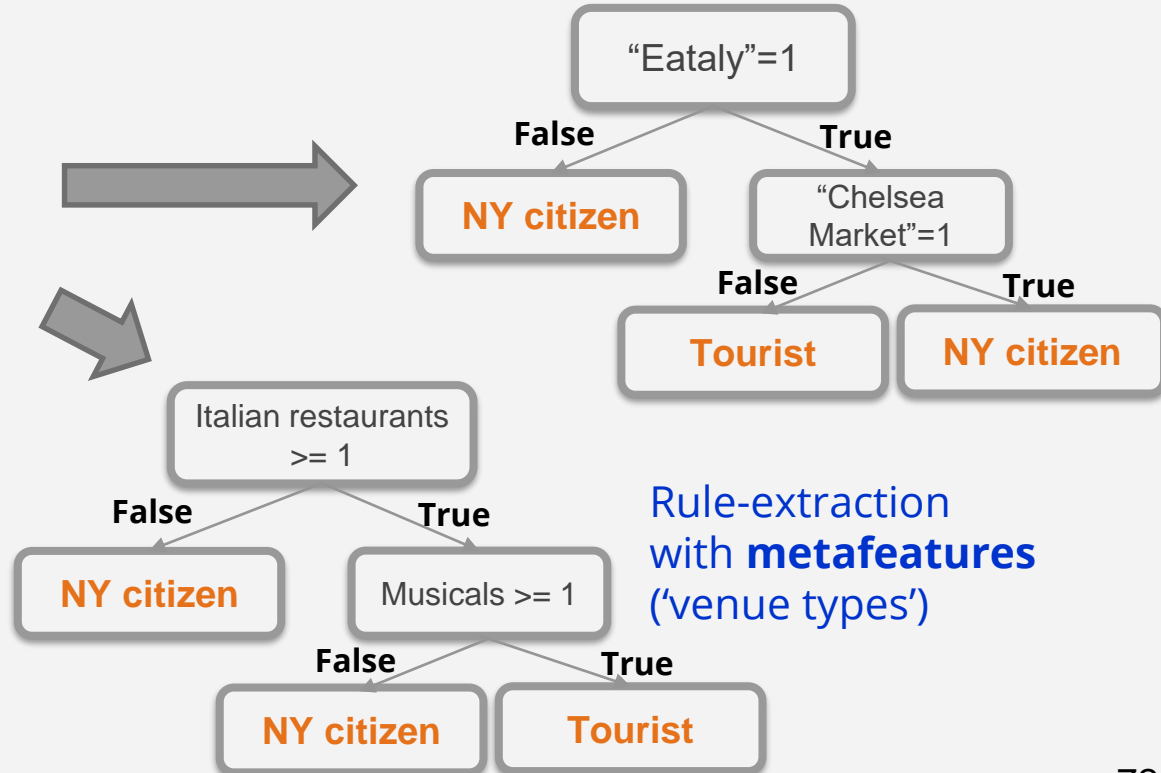 “Eataly”=1
False
True
NY citizen
“Chelsea
Market”=1
False
True
Tourist
NY citizen
Italian restaurants
>= 1
False
True
NY citizen
Musicals >= 1
False
True
NY citizen
Tourist
Rule-extraction
with metafeatures
(‘venue types’)